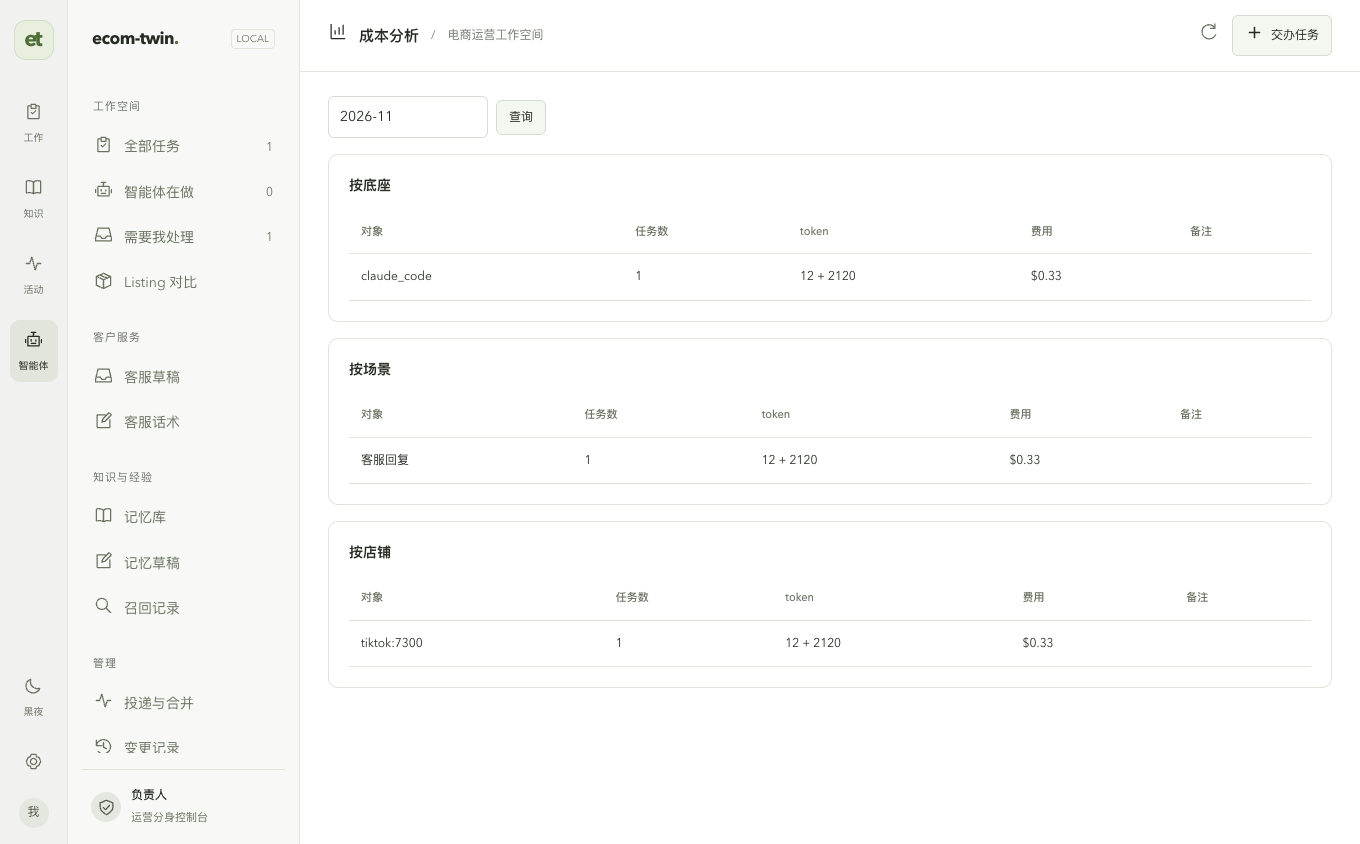 et
工作
知识
活动
智能体
黑夜
我
ecom-twin.
LOCAL
工作空间
全部任务 1
智能体在做 0
需要我处理 1
Listing 对比
客户服务
客服草稿
客服话术
知识与经验
记忆库
记忆草稿
召回记录
管理
投递与合并
变更记录
负责人
运营分身控制台
成本分析 / 电商运营工作空间
交办任务
2026-11
查询
按底座
对象 任务数 token 费用 备注
claude_code 1 12 + 2120 $0.33
按场景
对象 任务数 token 费用 备注
客服回复 1 12 + 2120 $0.33
按店铺
对象 任务数 token 费用 备注
tiktok:7300 1 12 + 2120 $0.33